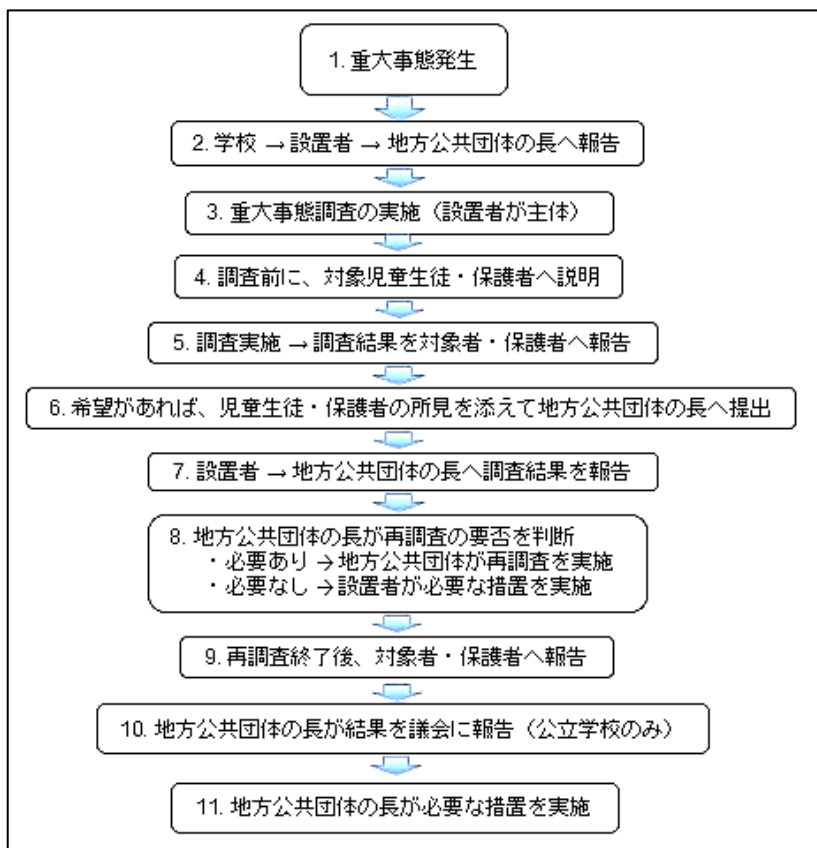 1. 重大事態発生
2. 学校 → 設置者 → 地方公共団体の長へ報告
3. 重大事態調査の実施（設置者が主体）
4. 調査前に、対象児童生徒・保護者へ説明
5. 調査実施 → 調査結果を対象者・保護者へ報告
6. 希望があれば、児童生徒・保護者の所見を添えて地方公共団体の長へ提出
7. 設置者 → 地方公共団体の長へ調査結果を報告
8. 地方公共団体の長が再調査の要否を判断
・必要あり → 地方公共団体が再調査を実施
・必要なし → 設置者が必要な措置を実施
9. 再調査終了後、対象者・保護者へ報告
10. 地方公共団体の長が結果を議会に報告（公立学校のみ）
11. 地方公共団体の長が必要な措置を実施